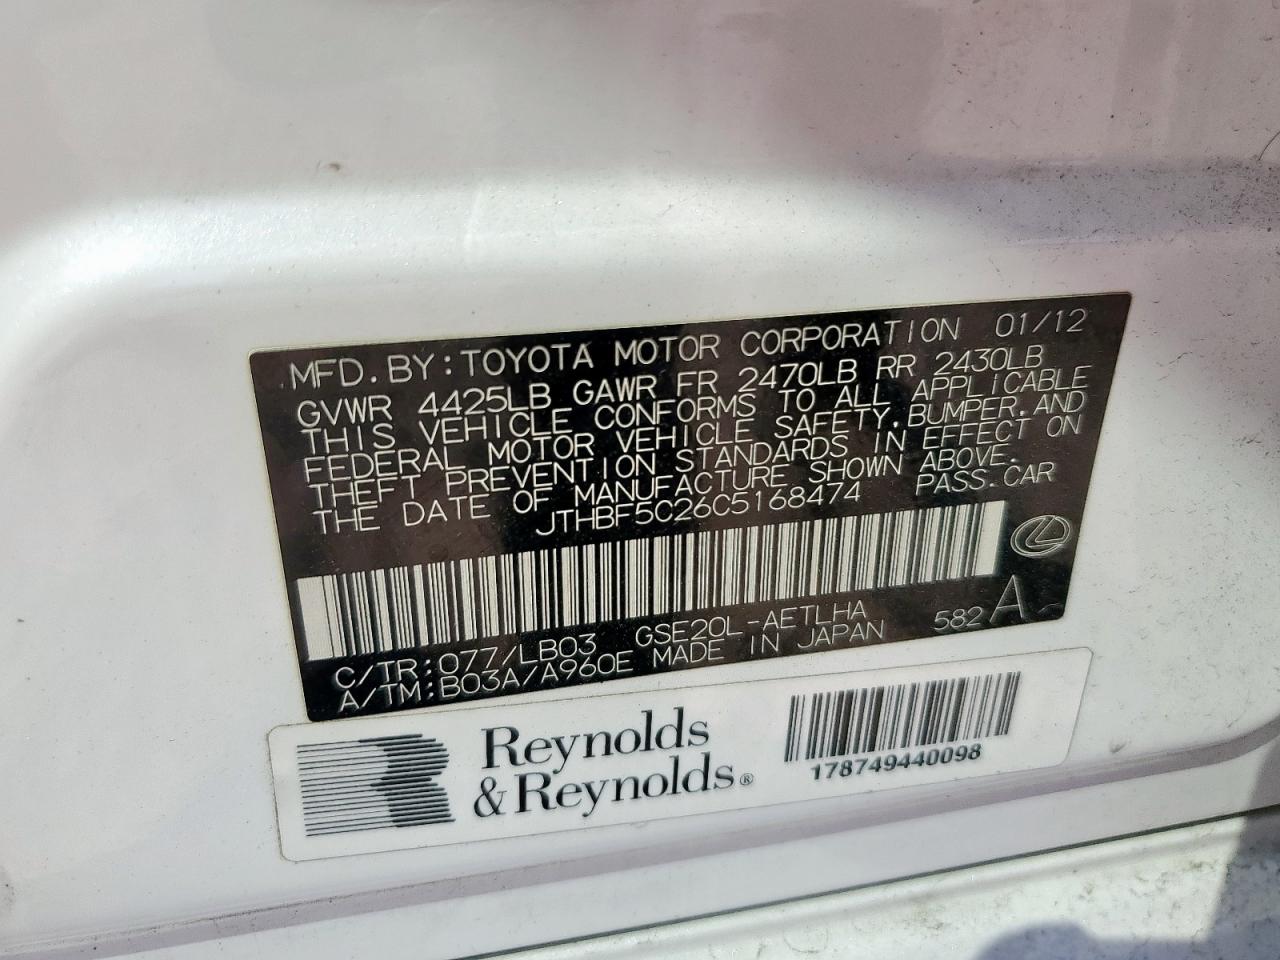 MFD. BY: TOYOTA MOTOR CORPORATION 01/12
GVWR 4425LB GAWR FR 2470LB RR 2430LB
THIS VEHICLE CONFORMS TO ALL APPLICABLE
FEDERAL MOTOR VEHICLE SAFETY, BUMPER, AND
THEFT PREVENTION STANDARDS IN EFFECT ON
THE DATE OF MANUFACTURE SHOWN ABOVE.
JTHBF5C26C5168474 PASS. CAR
C/TR: 077/LB03 GSE20L-AETLHA 582 A
A/TM: B03A/A960E MADE IN JAPAN
Reynolds
& Reynolds®
178749440098